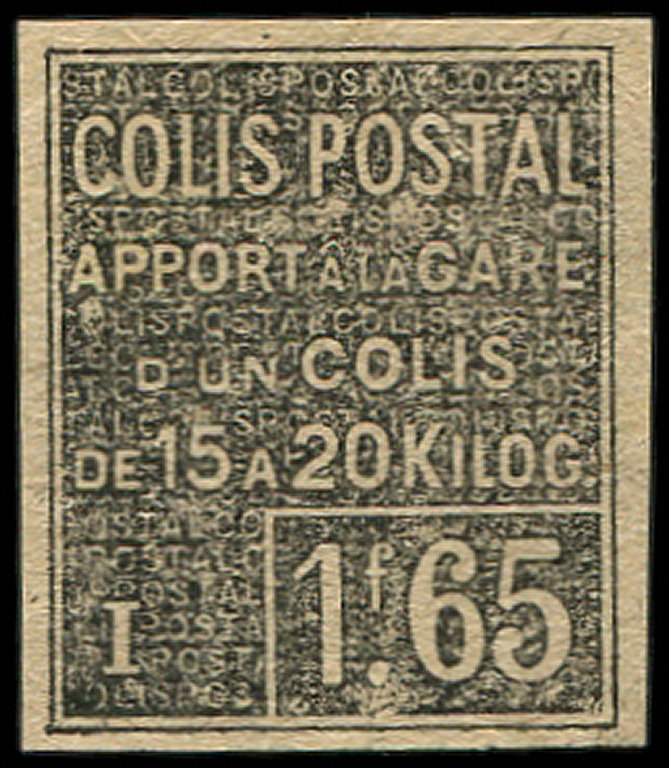 COLIS POSTAL
APPORT À LA GARE
D'UN COLIS
DE 15 A 20 KILOG.
I
1f.65